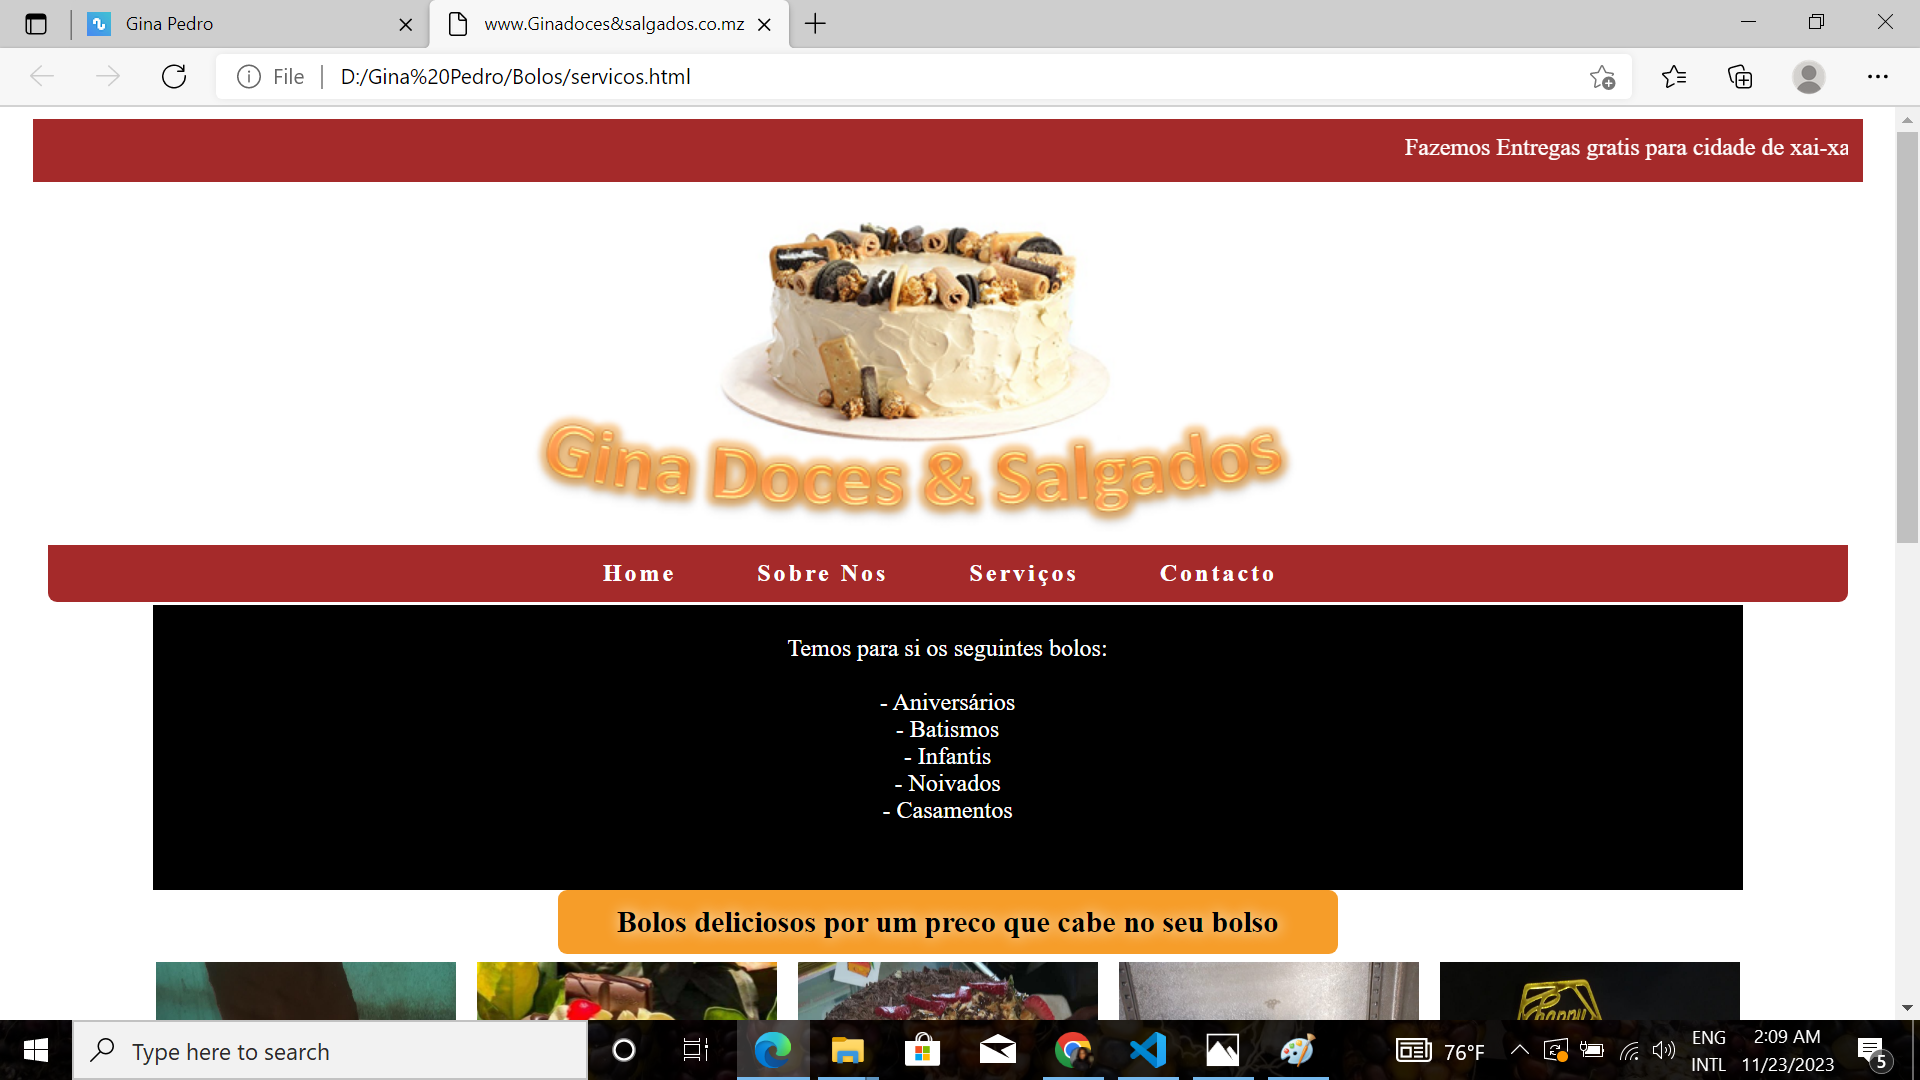 Gina Pedro
www.Ginadoces&salgados.co.mz
File
D:/Gina%20Pedro/Bolos/servicos.html
Fazemos Entregas gratis para cidade de xai-xa
Gina Doces & Salgados
Home Sobre Nos Serviços Contacto
Temos para si os seguintes bolos:
- Aniversários
- Batismos
- Infantis
- Noivados
- Casamentos
Bolos deliciosos por um preco que cabe no seu bolso
happy
Type here to search
76°F
ENG
INTL
2:09 AM
11/23/2023
5